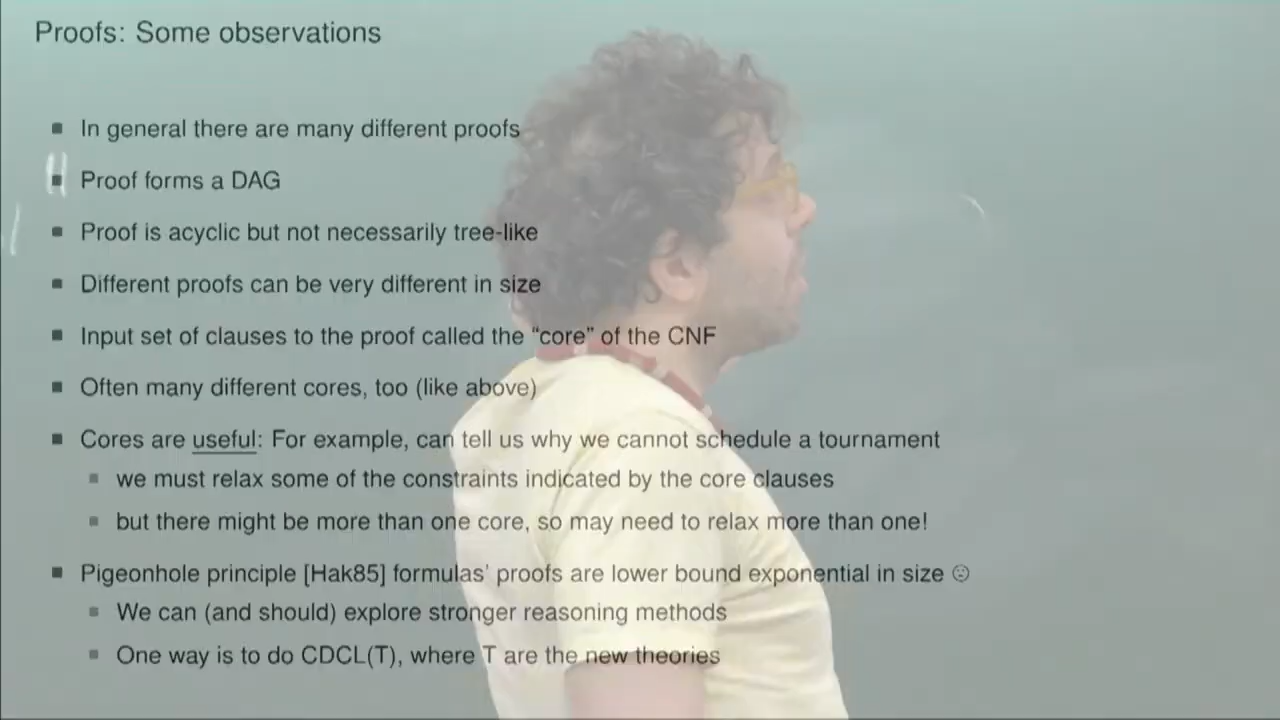 Proofs: Some observations
In general there are many different proofs
Proof forms a DAG
Proof is acyclic but not necessarily tree-like
Different proofs can be very different in size
Input set of clauses to the proof called the “core” of the CNF
Often many different cores, too (like above)
Cores are useful: For example, can tell us why we cannot schedule a tournament
we must relax some of the constraints indicated by the core clauses
but there might be more than one core, so may need to relax more than one!
Pigeonhole principle [Hak85] formulas’ proofs are lower bound exponential in size ☹
We can (and should) explore stronger reasoning methods
One way is to do CDCL(T), where T are the new theories